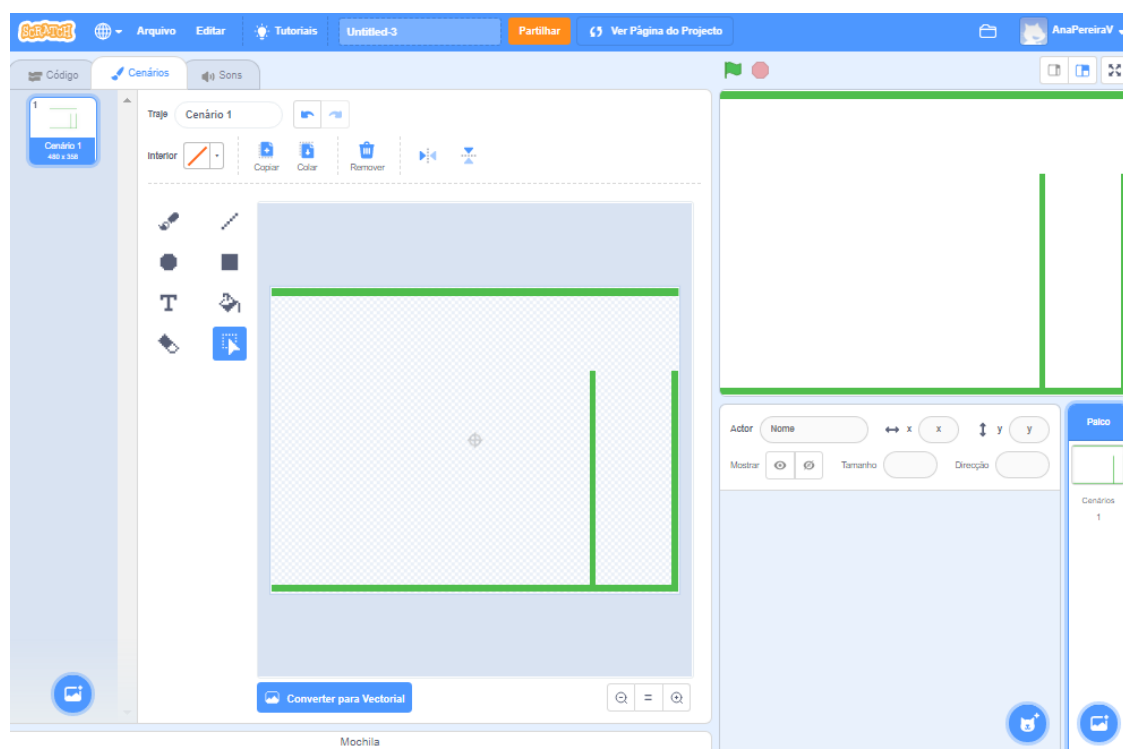 SCRATCH
Arquivo
Editar
Tutoriais
Untitled-3
Partilhar
Ver Página do Projecto
AnaPereiraV
Código
Cenários
Sons
1
Cenário 1
480 x 358
Traje
Cenário 1
Interior
Copiar
Colar
Remover
T
Converter para Vectorial
Mochila
Actor
Nome
x
x
y
y
Mostrar
Tamanho
Direcção
Palco
Cenários
1